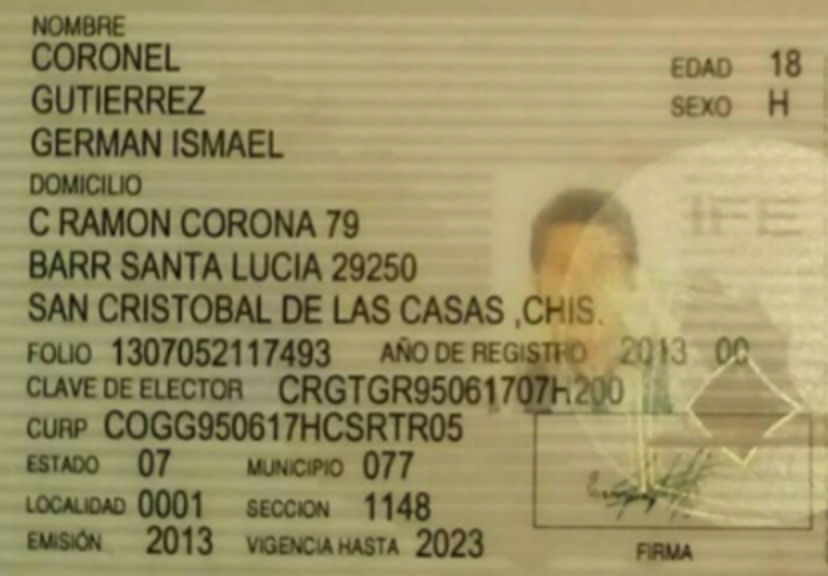 NOMBRE
CORONEL
EDAD 18
GUTIERREZ
SEXO H
GERMAN ISMAEL
DOMICILIO
C RAMON CORONA 79
IFE
BARR SANTA LUCIA 29250
SAN CRISTOBAL DE LAS CASAS ,CHIS.
FOLIO 1307052117493 AÑO DE REGISTRO 2013 00
CLAVE DE ELECTOR CRGTGR95061707H200
CURP COGG950617HCSRTR05
ESTADO 07 MUNICIPIO 077
LOCALIDAD 0001 SECCION 1148
EMISIÓN 2013 VIGENCIA HASTA 2023
FIRMA